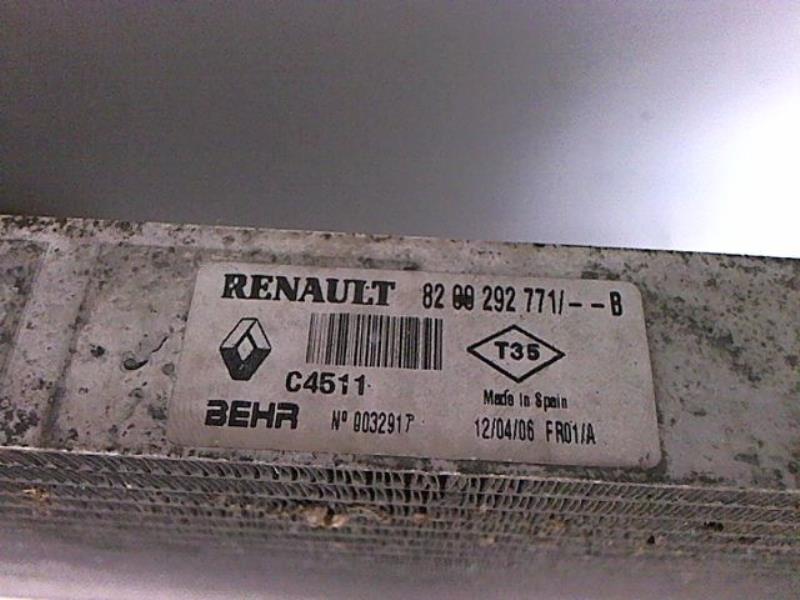 RENAULT 82 00 292 771/--B
T35
C4511
Made in Spain
BEHR Nº 0032917
12/04/06 FR01/A